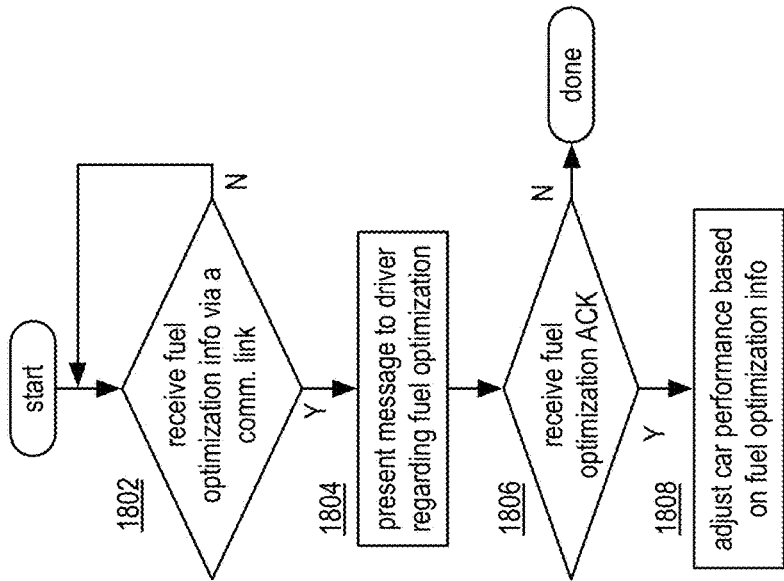 start
1802
receive fuel
optimization info via a
comm. link
N
Y
1804
present message to driver
regarding fuel optimization
1806
receive fuel
optimization ACK
N
done
Y
1808
adjust car performance based
on fuel optimization info